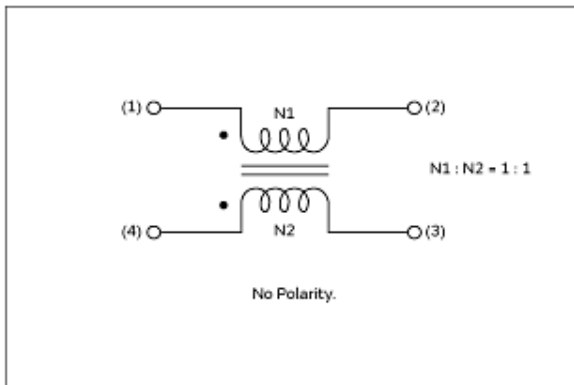 (1)
N1
(2)
N1 : N2 = 1 : 1
(4)
N2
(3)
No Polarity.